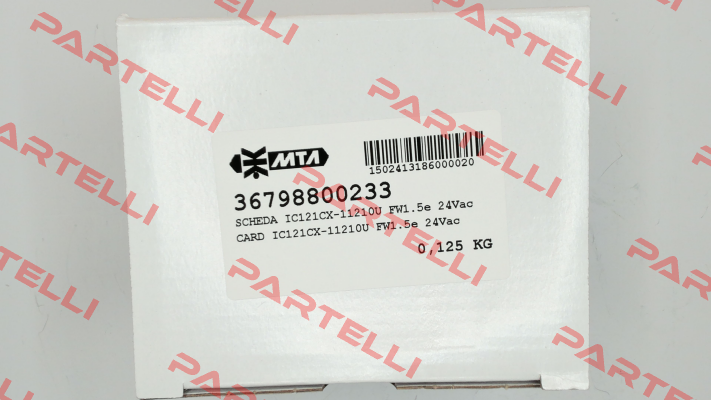 MTA
1502413186000020
36798800233
SCHEDA IC121CX-11210U FW1.5e 24Vac
CARD IC121CX-11210U FW1.5e 24Vac
0,125 KG
PARTELLI
PARTELLI
PARTELLI
PARTELLI
PARTELLI
PARTELLI
PARTELLI
PARTELLI
PARTELLI